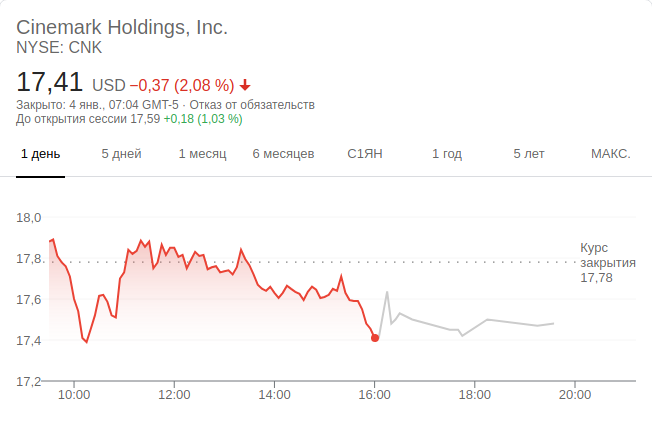 Cinemark Holdings, Inc.
NYSE: CNK
17,41 USD −0,37 (2,08 %)
Закрыто: 4 янв., 07:04 GMT-5 · Отказ от обязательств
До открытия сессии 17,59 +0,18 (1,03 %)
1 день 5 дней 1 месяц 6 месяцев С1ЯН 1 год 5 лет МАКС.
18,0
17,8
17,6
17,4
17,2
Курс
закрытия
17,78
10:00 12:00 14:00 16:00 18:00 20:00